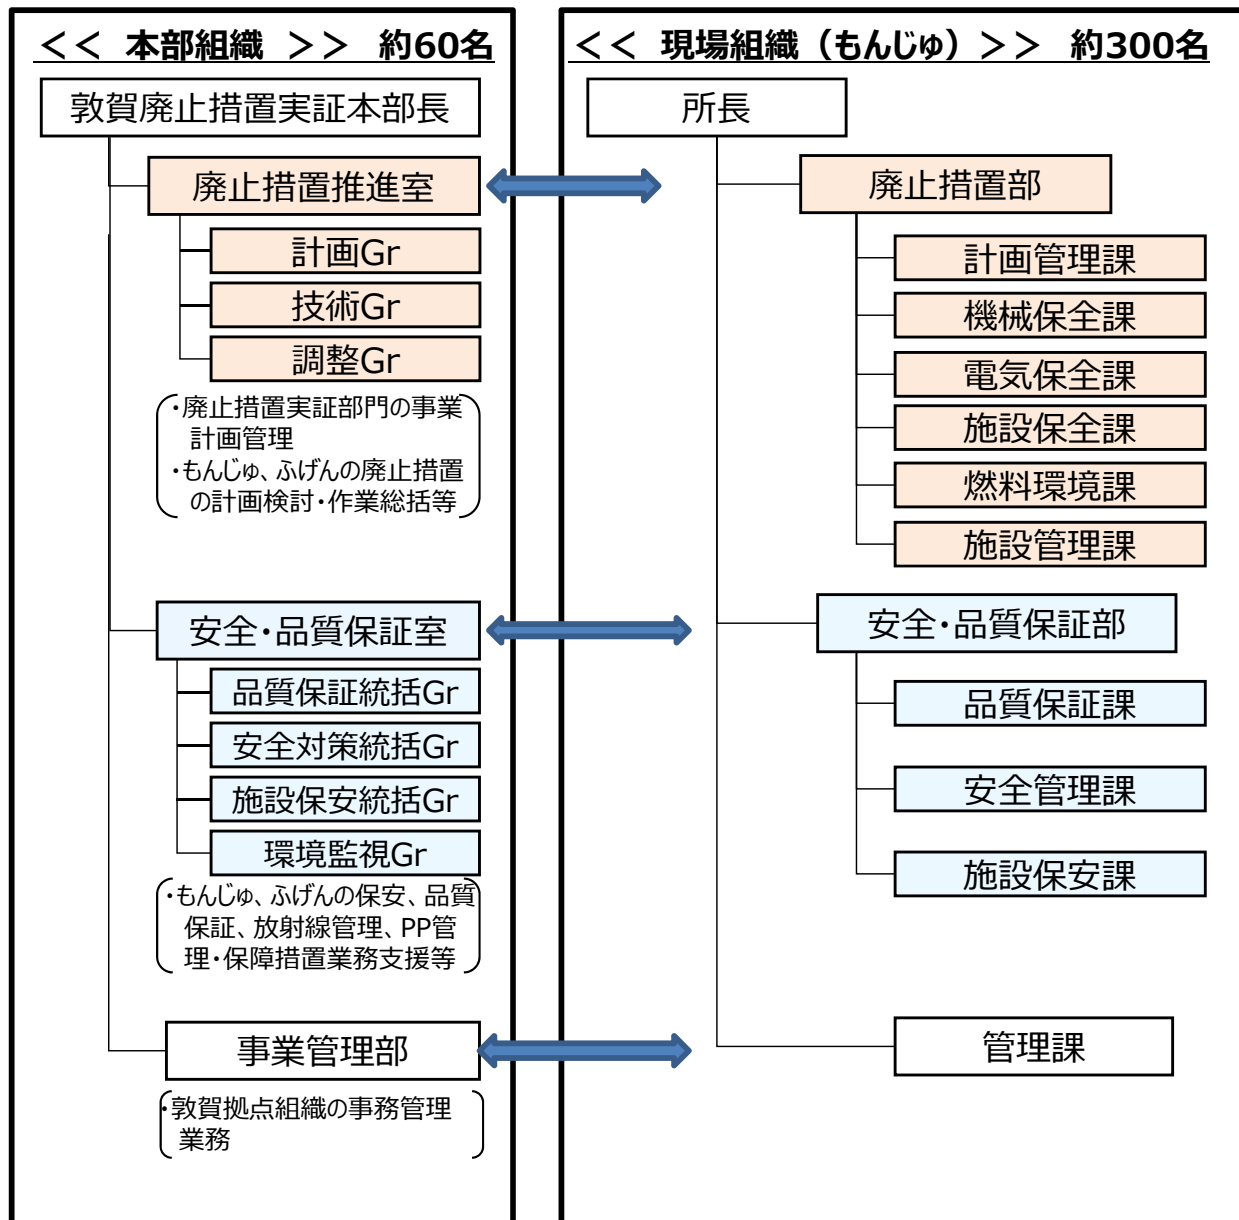 << 本部組織 >> 約60名
敦賀廃止措置実証本部長
廃止措置推進室
計画Gr
技術Gr
調整Gr
・廃止措置実証部門の事業
計画管理
・もんじゅ、ふげんの廃止措置
の計画検討・作業総括等
安全・品質保証室
品質保証統括Gr
安全対策統括Gr
施設保安統括Gr
環境監視Gr
・もんじゅ、ふげんの保安、品質
保証、放射線管理、PP管
理・保障措置業務支援等
事業管理部
・敦賀拠点組織の事務管理
業務
<< 現場組織（もんじゅ）>> 約300名
所長
廃止措置部
計画管理課
機械保全課
電気保全課
施設保全課
燃料環境課
施設管理課
安全・品質保証部
品質保証課
安全管理課
施設保安課
管理課